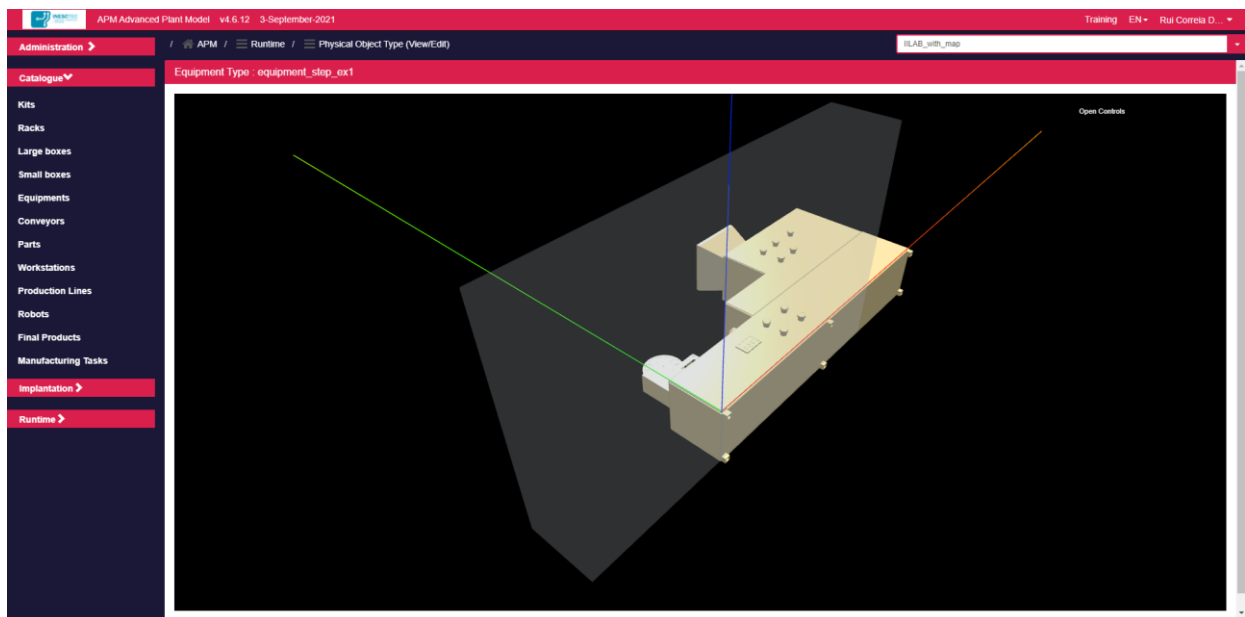 INESCTEC
APM Advanced Plant Model v4.6.12 3-September-2021
Training EN Rui Correia D...
Administration
/ APM / Runtime / Physical Object Type (View/Edit)
IILAB_with_map
Catalogue
Equipment Type : equipment_step_ex1
Kits
Racks
Large boxes
Small boxes
Equipments
Conveyors
Parts
Workstations
Production Lines
Robots
Final Products
Manufacturing Tasks
Implantation
Runtime
Open Controls